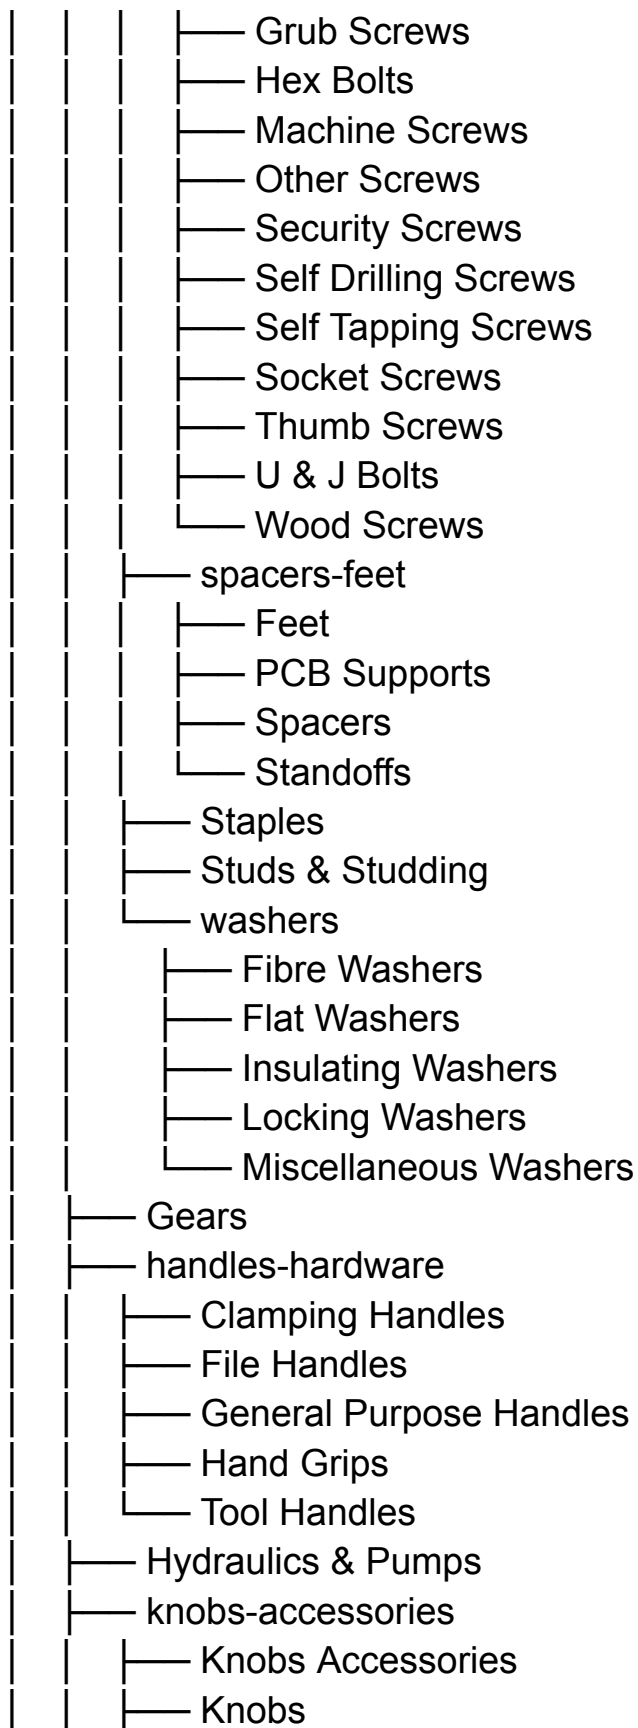 │ │ │ ├── Grub Screws
│ │ │ ├── Hex Bolts
│ │ │ ├── Machine Screws
│ │ │ ├── Other Screws
│ │ │ ├── Security Screws
│ │ │ ├── Self Drilling Screws
│ │ │ ├── Self Tapping Screws
│ │ │ ├── Socket Screws
│ │ │ ├── Thumb Screws
│ │ │ ├── U & J Bolts
│ │ │ └── Wood Screws
│ │ ├── spacers-feet
│ │ │ ├── Feet
│ │ │ ├── PCB Supports
│ │ │ ├── Spacers
│ │ │ └── Standoffs
│ │ ├── Staples
│ │ ├── Studs & Studding
│ │ └── washers
│ │ ├── Fibre Washers
│ │ ├── Flat Washers
│ │ ├── Insulating Washers
│ │ ├── Locking Washers
│ │ └── Miscellaneous Washers
│ ├── Gears
│ ├── handles-hardware
│ │ ├── Clamping Handles
│ │ ├── File Handles
│ │ ├── General Purpose Handles
│ │ ├── Hand Grips
│ │ └── Tool Handles
│ ├── Hydraulics & Pumps
│ ├── knobs-accessories
│ │ ├── Knobs Accessories
│ │ ├── Knobs